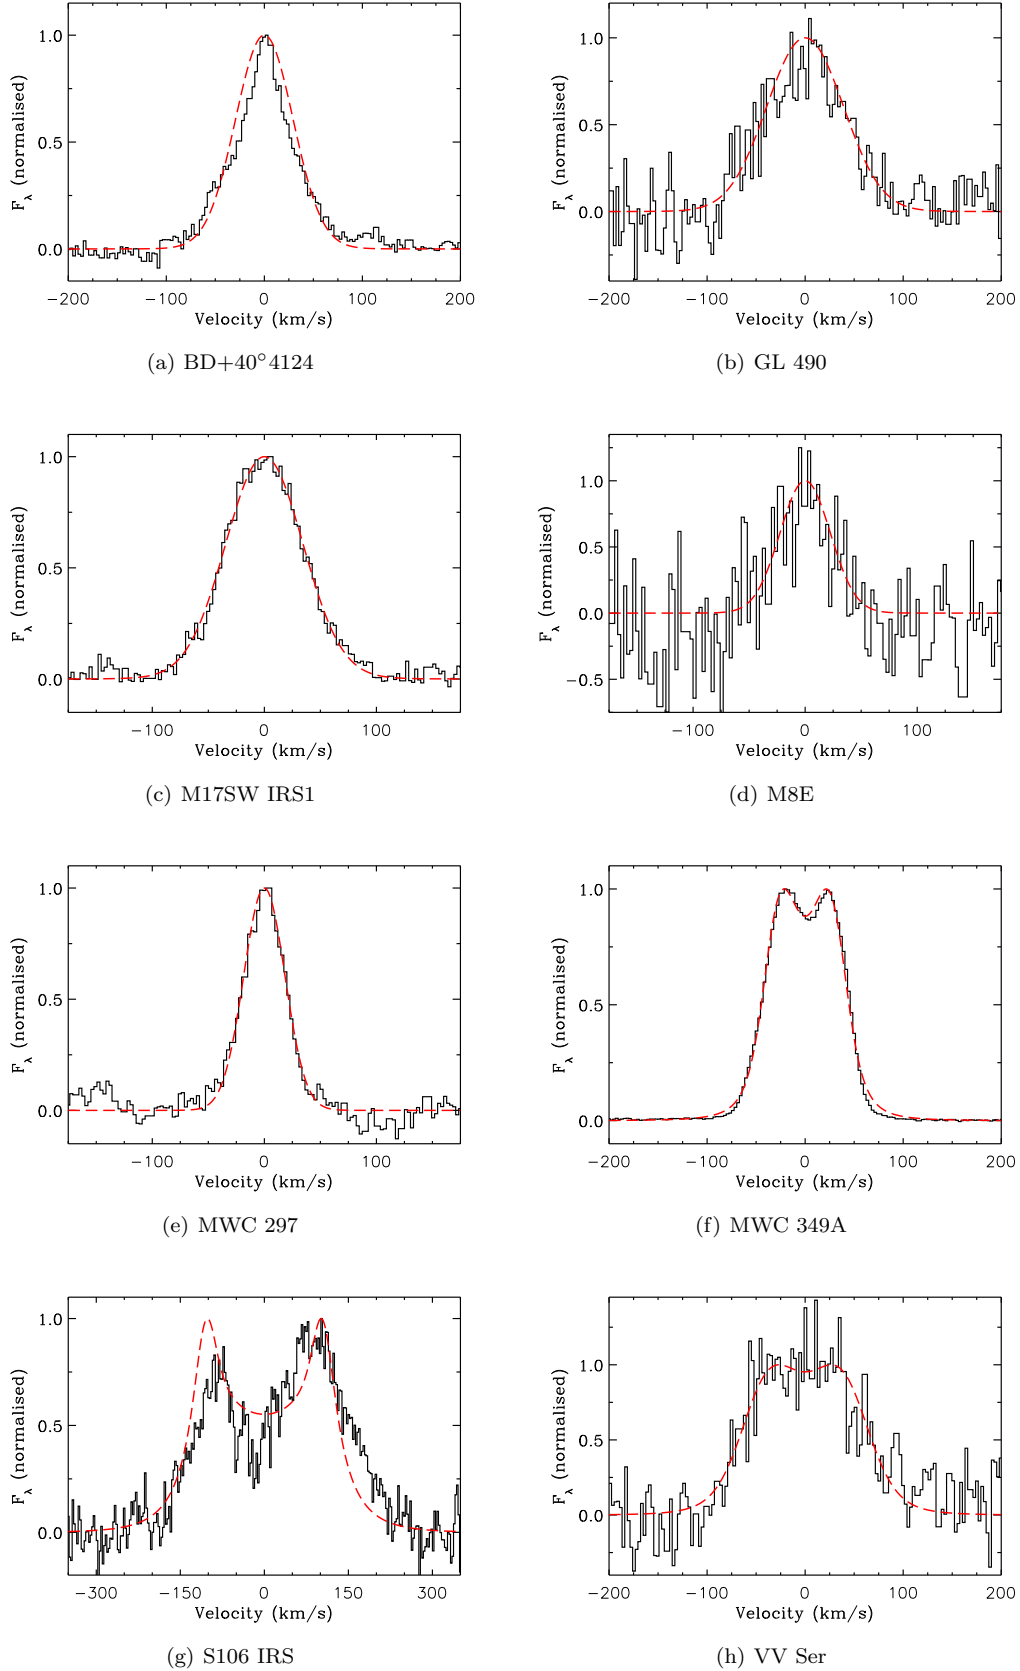 1.0
0.5
0.0
F_λ (normalised)
-200 -100 0 100 200
Velocity (km/s)
(a) BD+40°4124
1.0
0.5
0.0
F_λ (normalised)
-200 -100 0 100 200
Velocity (km/s)
(b) GL 490
1.0
0.5
0.0
F_λ (normalised)
-100 0 100
Velocity (km/s)
(c) M17SW IRS1
1.0
0.5
0.0
-0.5
F_λ (normalised)
-100 0 100
Velocity (km/s)
(d) M8E
1.0
0.5
0.0
F_λ (normalised)
-100 0 100
Velocity (km/s)
(e) MWC 297
1.0
0.5
0.0
F_λ (normalised)
-200 -100 0 100 200
Velocity (km/s)
(f) MWC 349A
1.0
0.5
0.0
F_λ (normalised)
-300 -150 0 150 300
Velocity (km/s)
(g) S106 IRS
1.0
0.5
0.0
F_λ (normalised)
-200 -100 0 100 200
Velocity (km/s)
(h) VV Ser